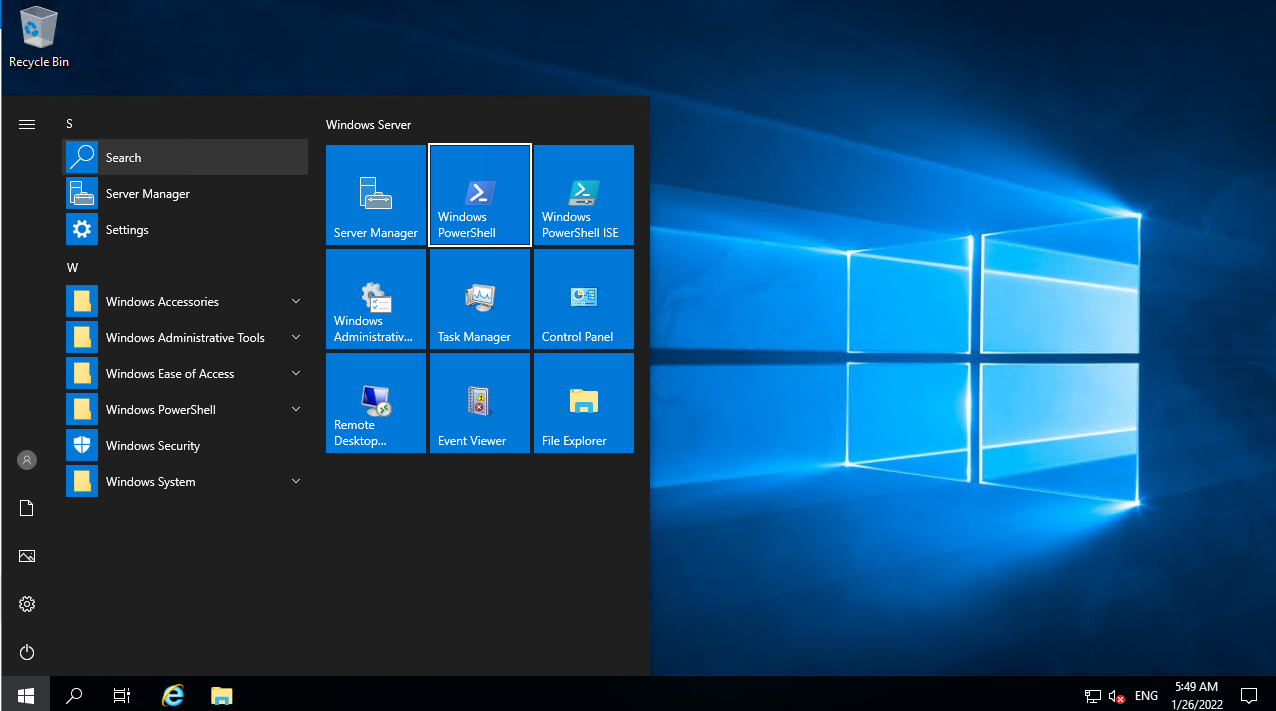 Recycle Bin
S
Search
Server Manager
Settings
W
Windows Accessories
Windows Administrative Tools
Windows Ease of Access
Windows PowerShell
Windows Security
Windows System
Windows Server
Server Manager
Windows
PowerShell
Windows
PowerShell ISE
Windows
Administrativ...
Task Manager
Control Panel
Remote
Desktop...
Event Viewer
File Explorer
ENG
5:49 AM
1/26/2022